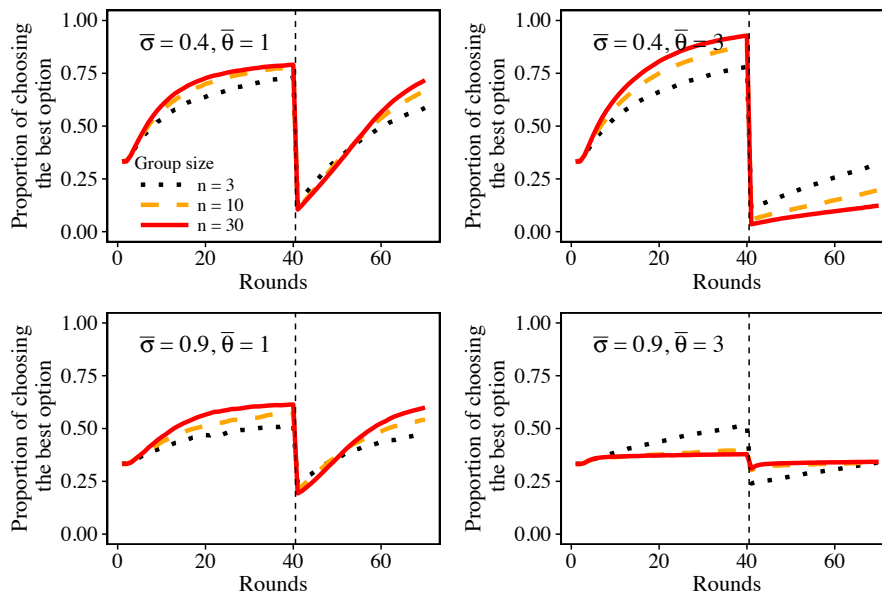 1.00
0.75
0.50
0.25
0.00
Proportion of choosing
the best option
σ̅ = 0.4, θ̅ = 1
Group size
n = 3
n = 10
n = 30
0 20 40 60
Rounds
1.00
0.75
0.50
0.25
0.00
Proportion of choosing
the best option
σ̅ = 0.4, θ̅ = 3
0 20 40 60
Rounds
1.00
0.75
0.50
0.25
0.00
Proportion of choosing
the best option
σ̅ = 0.9, θ̅ = 1
0 20 40 60
Rounds
1.00
0.75
0.50
0.25
0.00
Proportion of choosing
the best option
σ̅ = 0.9, θ̅ = 3
0 20 40 60
Rounds